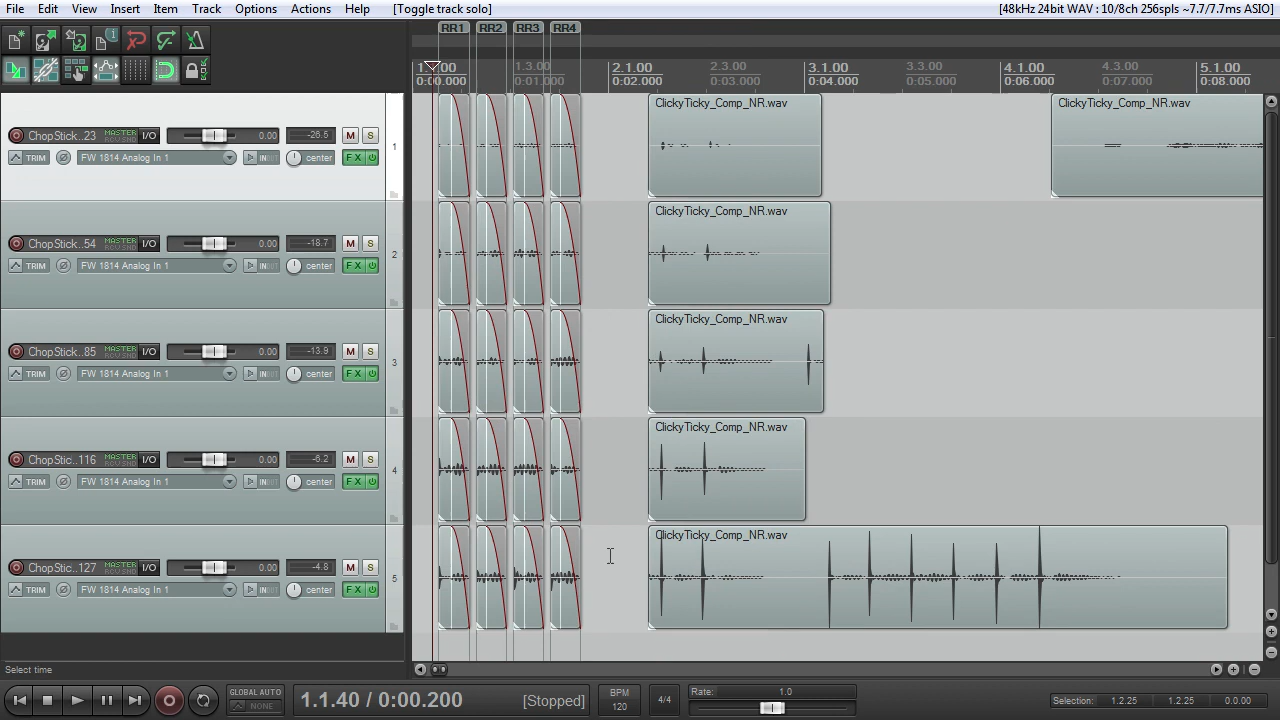 File Edit View Insert Item Track Options Actions Help [Toggle track solo] [48kHz 24bit WAV : 10/8ch 256spls ~7.7/7.7ms ASIO]
RR1 RR2 RR3 RR4
1.3.00 2.1.00 2.3.00 3.1.00 3.3.00 4.1.00 4.3.00 5.1.00
0:00.000 0:01.000 0:02.000 0:03.000 0:04.000 0:05.000 0:06.000 0:07.000 0:08.000
ClickyTicky_Comp_NR.wav ClickyTicky_Comp_NR.wav
ChopStick..23 MASTER I/O 0.00 -26.5 M S
1
TRIM FW 1814 Analog In 1 IN center FX
ClickyTicky_Comp_NR.wav
ChopStick..54 MASTER I/O 0.00 -18.7 M S
2
TRIM FW 1814 Analog In 1 IN center FX
ClickyTicky_Comp_NR.wav
ChopStick..85 MASTER I/O 0.00 -13.9 M S
3
TRIM FW 1814 Analog In 1 IN center FX
ClickyTicky_Comp_NR.wav
ChopStic..116 MASTER I/O 0.00 -6.2 M S
4
TRIM FW 1814 Analog In 1 IN center FX
ClickyTicky_Comp_NR.wav
ChopStic..127 MASTER I/O 0.00 -4.8 M S
5
TRIM FW 1814 Analog In 1 IN center FX
Select time
GLOBAL AUTO
NONE
1.1.40 / 0:00.200 [Stopped]
BPM
120
4/4
Rate: 1.0
Selection: 1.2.25 1.2.25 0.0.00